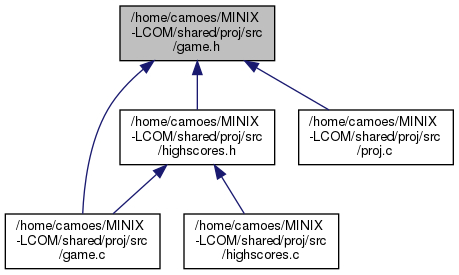 /home/camoes/MINIX
-LCOM/shared/proj/src
/game.h
/home/camoes/MINIX
-LCOM/shared/proj/src
/highscores.h
/home/camoes/MINIX
-LCOM/shared/proj/src
/proj.c
/home/camoes/MINIX
-LCOM/shared/proj/src
/game.c
/home/camoes/MINIX
-LCOM/shared/proj/src
/highscores.c